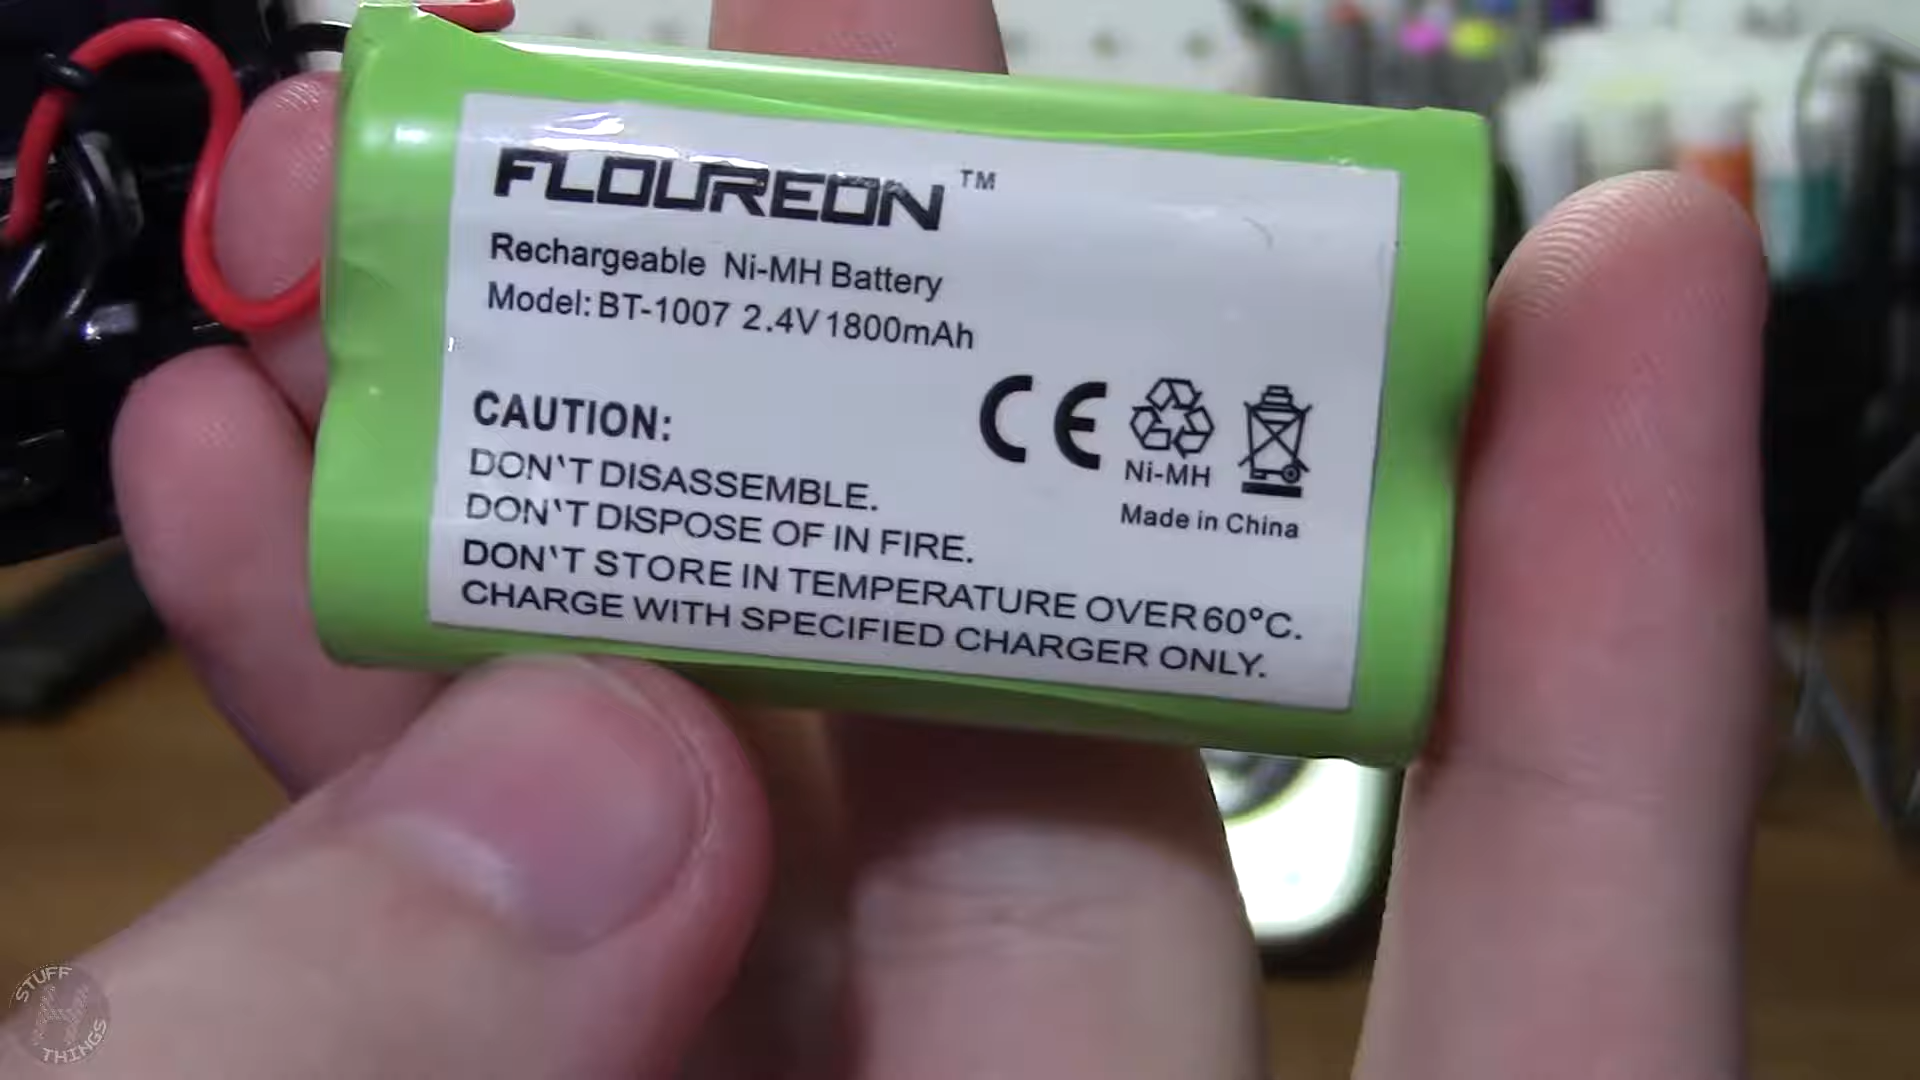 FLOUREON™
Rechargeable Ni-MH Battery
Model: BT-1007 2.4V 1800mAh
CAUTION:
DON'T DISASSEMBLE.
DON'T DISPOSE OF IN FIRE.
DON'T STORE IN TEMPERATURE OVER 60°C.
CHARGE WITH SPECIFIED CHARGER ONLY.
CE
Ni-MH
Made in China
STUFF
THINGS